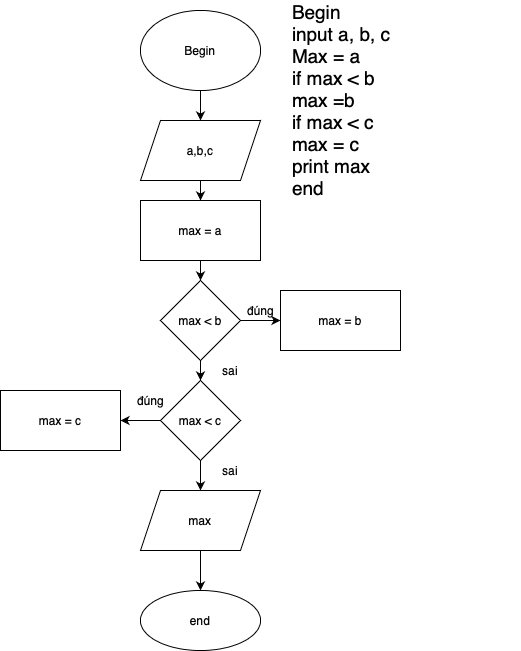 Begin
a,b,c
max = a
max < b
đúng
max = b
sai
max < c
đúng
max = c
sai
max
end
Begin
input a, b, c
Max = a
if max < b
max =b
if max < c
max = c
print max
end